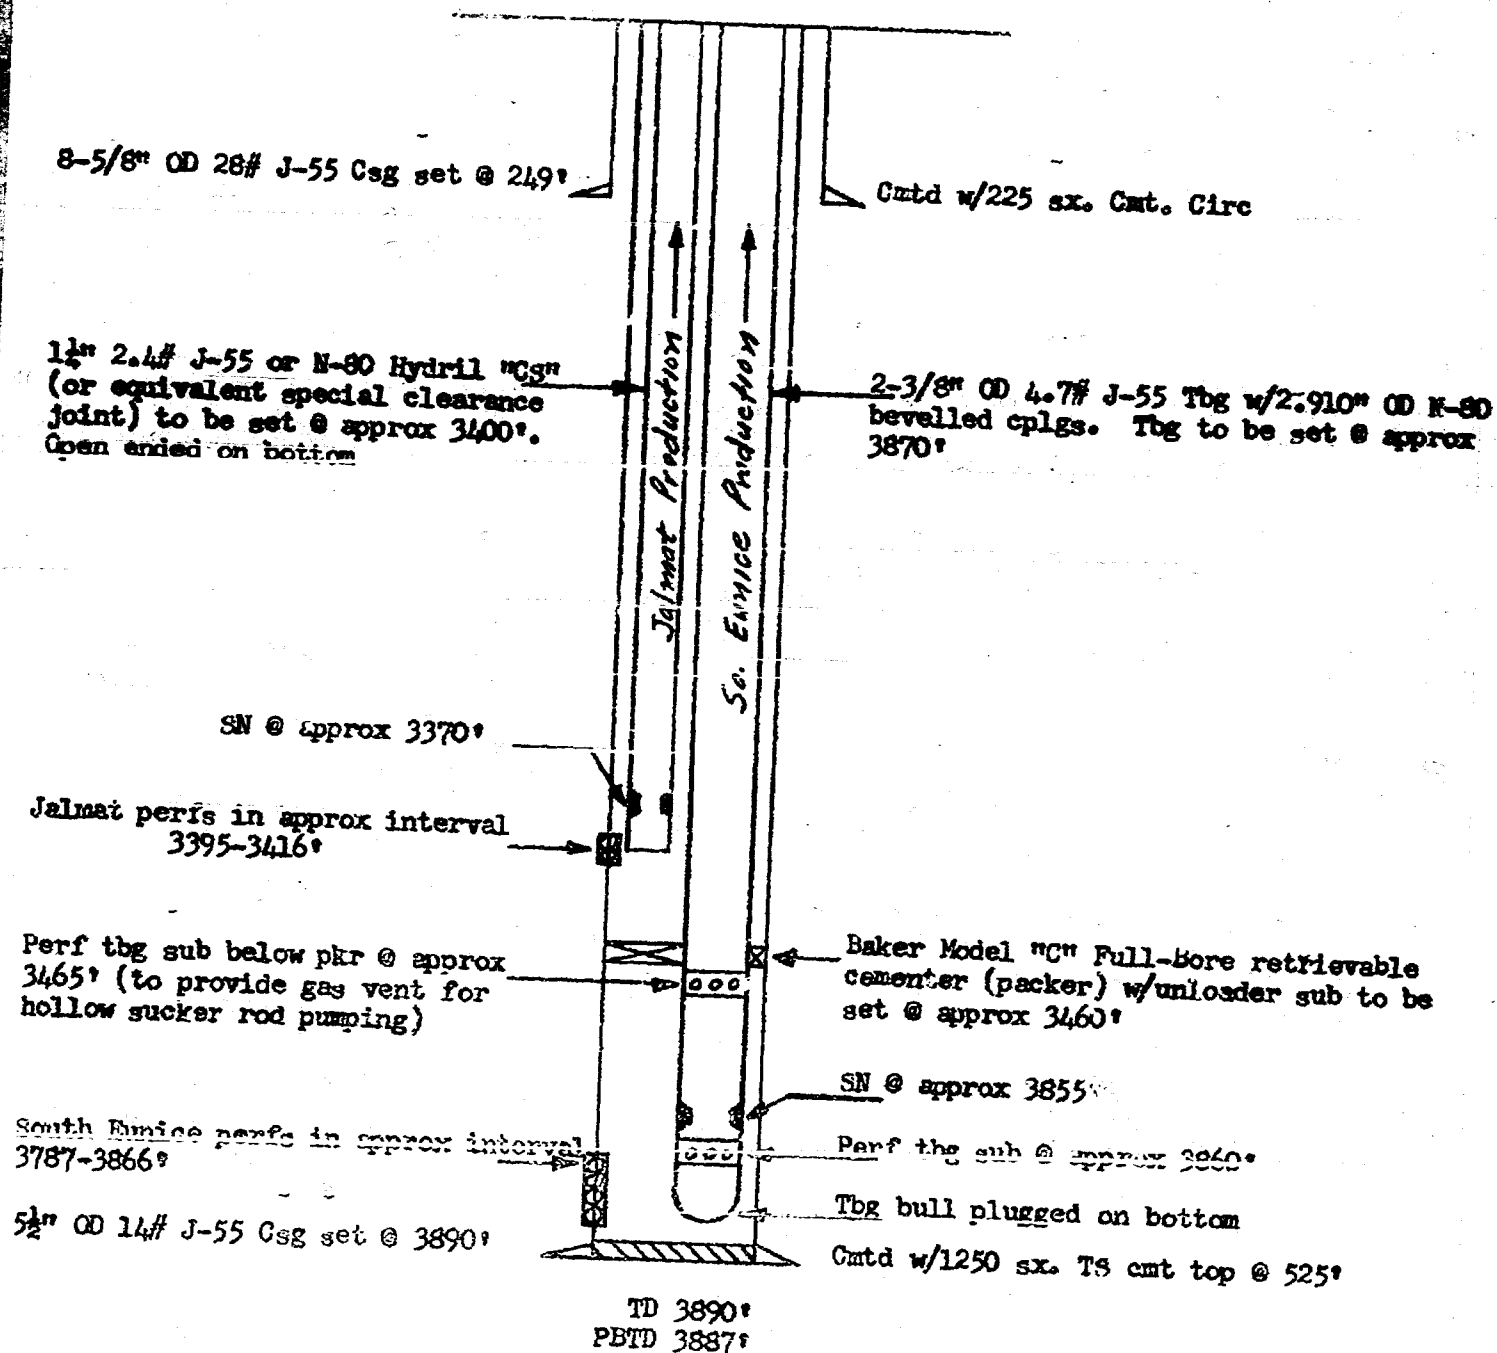 8-5/8" OD 28# J-55 Csg set @ 249'
Cmtd w/225 sx. Cmt. Circ
1¼" 2.4# J-55 or N-80 Hydril "CS"
(or equivalent special clearance
joint) to be set @ approx 3400'.
Open ended on bottom
2-3/8" OD 4.7# J-55 Tbg w/2.910" OD N-80
bevelled cplgs. Tbg to be set @ approx
3870'
Jalmat Production
So. Eunice Production
SN @ approx 3370'
Jalmat perfs in approx interval
3395-3416'
Perf tbg sub below pkr @ approx
3465' (to provide gas vent for
hollow sucker rod pumping)
Baker Model "C" Full-Bore retrievable
cementer (packer) w/unloader sub to be
set @ approx 3460'
SN @ approx 3855'
South Eunice perfs in approx interval
3787-3866'
Perf tbg sub @ approx 3860'
Tbg bull plugged on bottom
5½" OD 14# J-55 Csg set @ 3890'
Cmtd w/1250 sx. TS cmt top @ 525'
TD 3890'
PBTD 3887'